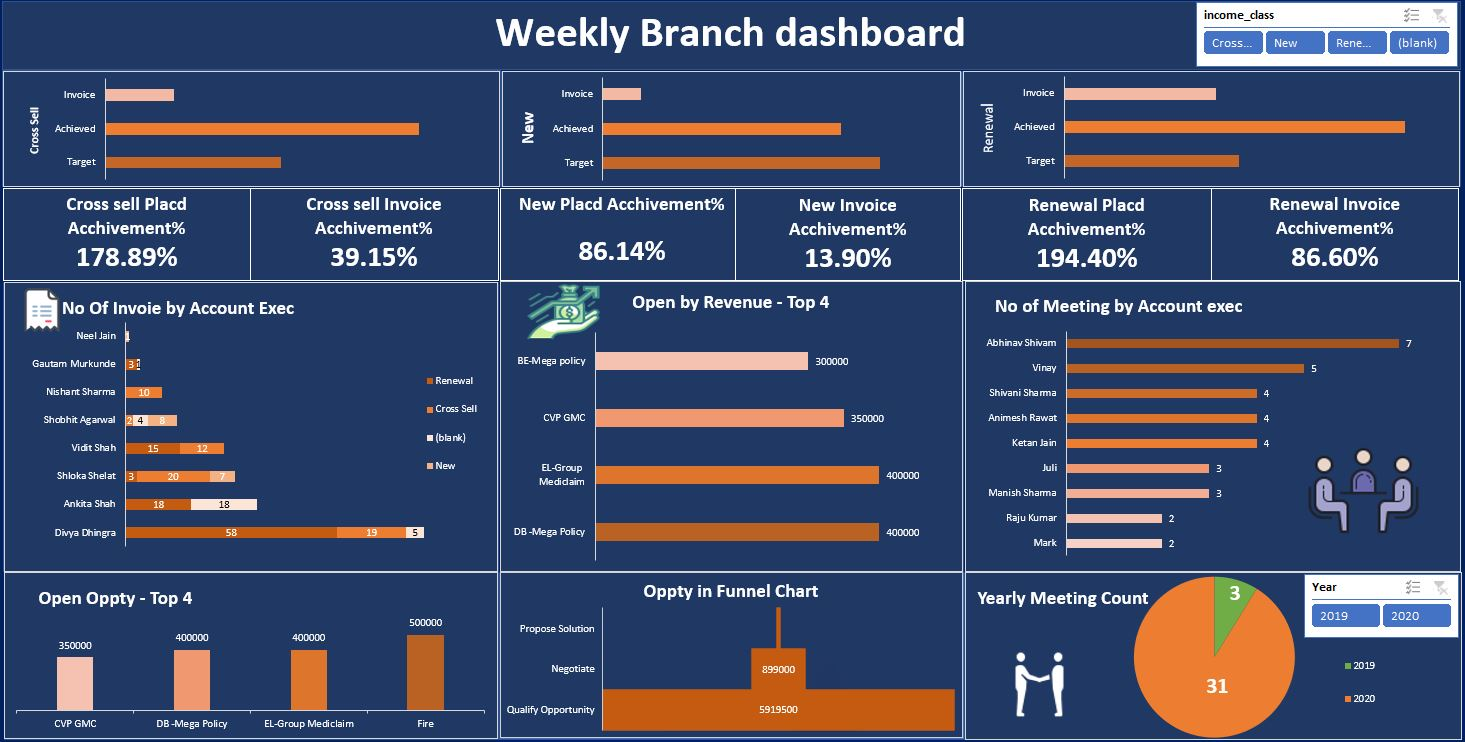 Weekly Branch dashboard
income_class
Cross...
New
Rene...
(blank)
Cross Sell
Invoice
Achieved
Target
New
Invoice
Achieved
Target
Renewal
Invoice
Achieved
Target
Cross sell Placd
Acchivement%
178.89%
Cross sell Invoice
Acchivement%
39.15%
New Placd Acchivement%
86.14%
New Invoice
Acchivement%
13.90%
Renewal Placd
Acchivement%
194.40%
Renewal Invoice
Acchivement%
86.60%
No Of Invoie by Account Exec
Neel Jain 1
Gautam Murkunde 3
Nishant Sharma 10
Shobhit Agarwal 2 4 8
Vidit Shah 15 12
Shloka Shelat 3 20 7
Ankita Shah 18 18
Divya Dhingra 58 19 5
Renewal
Cross Sell
(blank)
New
Open by Revenue - Top 4
BE-Mega policy 300000
CVP GMC 350000
EL-Group
Mediclaim 400000
DB -Mega Policy 400000
No of Meeting by Account exec
Abhinav Shivam 7
Vinay 5
Shivani Sharma 4
Animesh Rawat 4
Ketan Jain 4
Juli 3
Manish Sharma 3
Raju Kumar 2
Mark 2
Open Oppty - Top 4
350000
400000
400000
500000
CVP GMC
DB -Mega Policy
EL-Group Mediclaim
Fire
Oppty in Funnel Chart
Propose Solution
Negotiate 899000
Qualify Opportunity 5919500
Yearly Meeting Count
3
31
Year
2019
2020
2019
2020